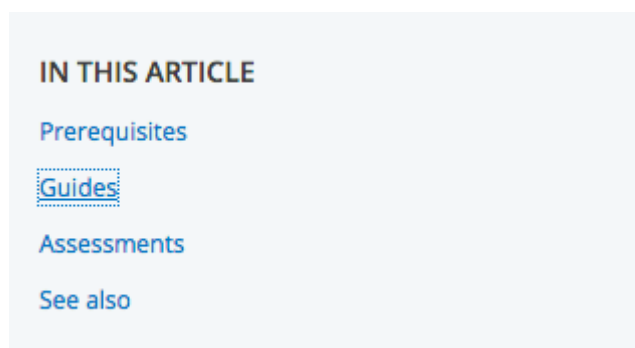 IN THIS ARTICLE
Prerequisites
Guides
Assessments
See also